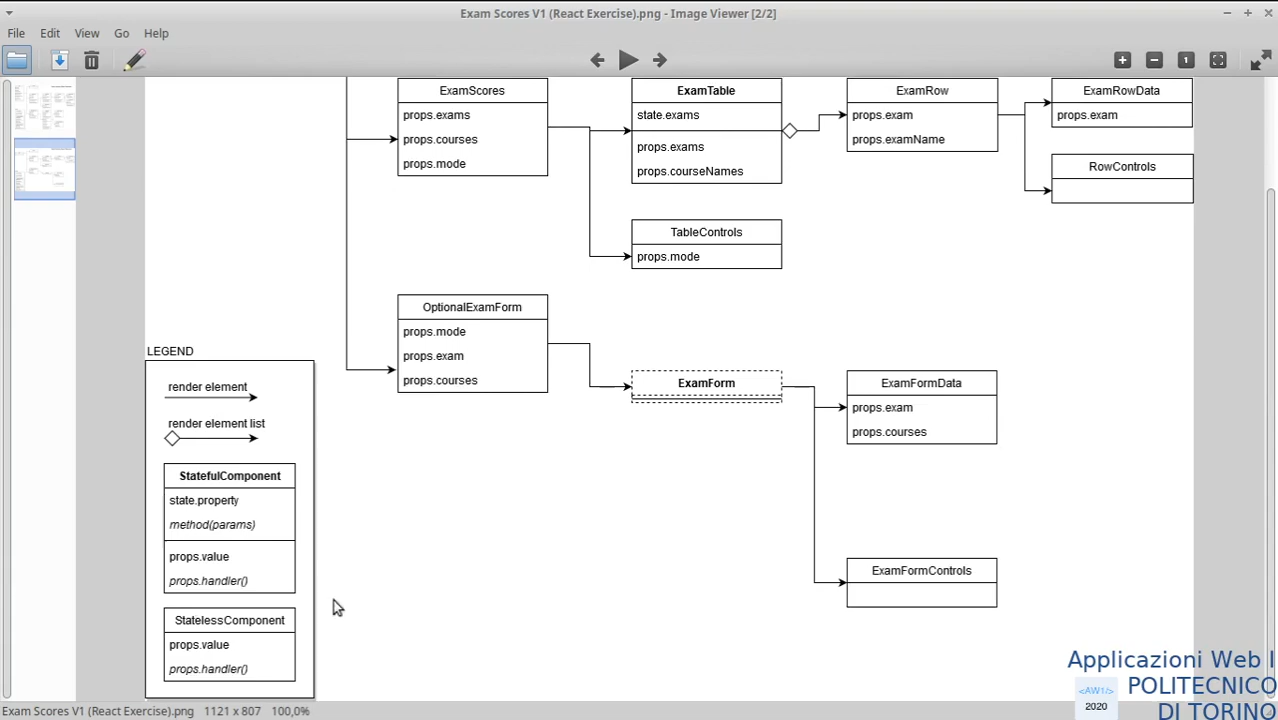 Exam Scores V1 (React Exercise).png - Image Viewer [2/2]
File Edit View Go Help
ExamScores
props.exams
props.courses
props.mode
ExamTable
state.exams
props.exams
props.courseNames
ExamRow
props.exam
props.examName
ExamRowData
props.exam
RowControls
TableControls
props.mode
OptionalExamForm
props.mode
props.exam
props.courses
ExamForm
ExamFormData
props.exam
props.courses
ExamFormControls
LEGEND
render element
render element list
StatefulComponent
state.property
method(params)
props.value
props.handler()
StatelessComponent
props.value
props.handler()
Applicazioni Web I
POLITECNICO
DI TORINO
<AW1/>
2020
Exam Scores V1 (React Exercise).png 1121 x 807 100,0%